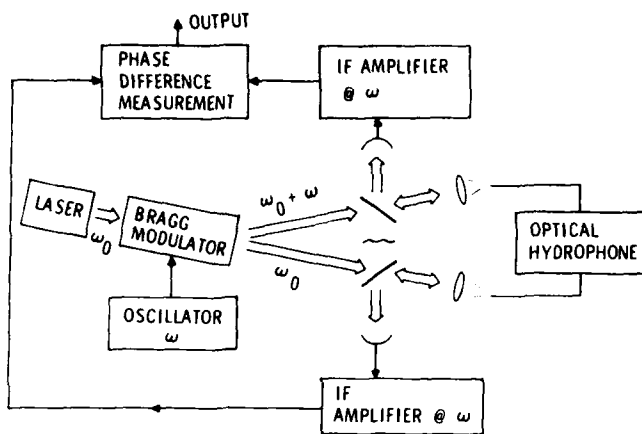 OUTPUT
PHASE
DIFFERENCE
MEASUREMENT
IF AMPLIFIER
@ ω
LASER
ω0
BRAGG
MODULATOR
ω0 + ω
ω0
OPTICAL
HYDROPHONE
OSCILLATOR
ω
IF
AMPLIFIER @ ω